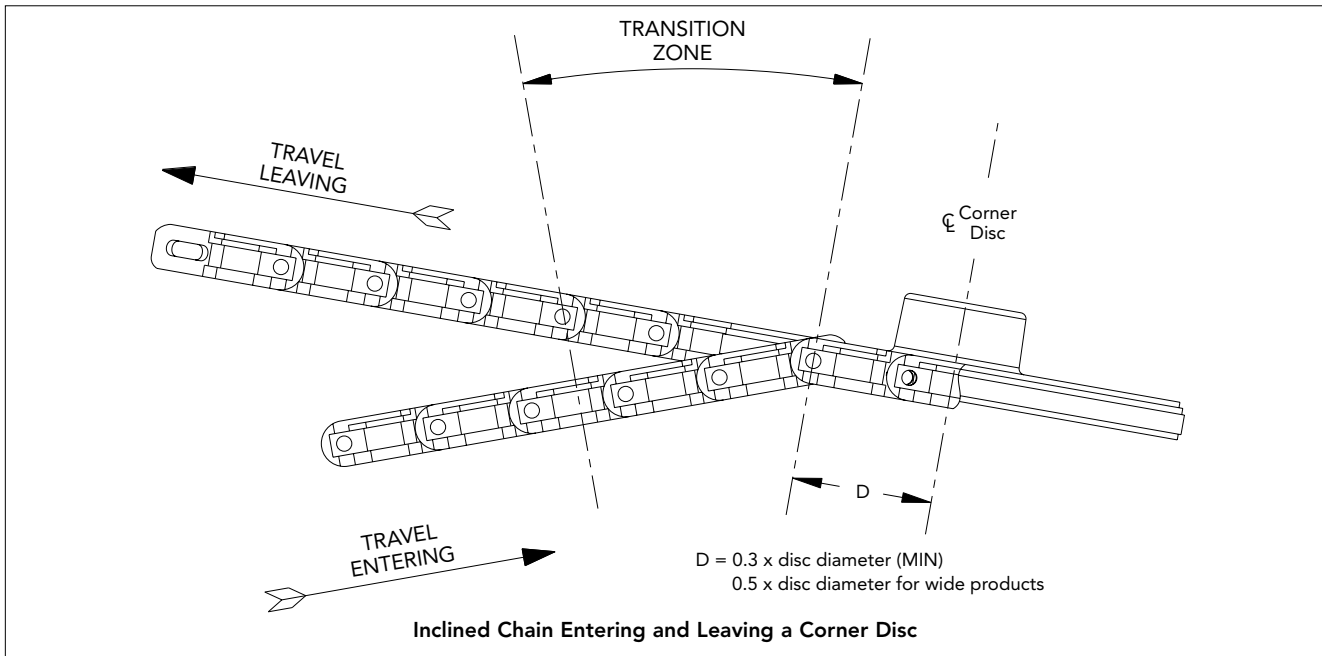 TRANSITION
ZONE
TRAVEL
LEAVING
℄ Corner
Disc
D
TRAVEL
ENTERING
D = 0.3 x disc diameter (MIN)
0.5 x disc diameter for wide products
Inclined Chain Entering and Leaving a Corner Disc